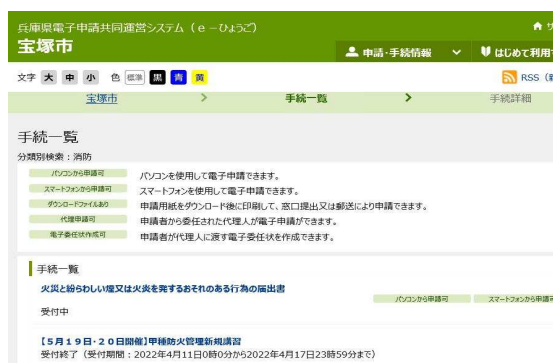 兵庫県電子申請共同運営システム（e－ひょうご）
宝塚市
申請・手続情報
はじめて利用
文字 大 中 小 色 標準 黒 青 黄
RSS
宝塚市 > 手続一覧 > 手続詳細
手続一覧
分類別検索：消防
パソコンから申請可 パソコンを使用して電子申請できます。
スマートフォンから申請可 スマートフォンを使用して電子申請できます。
ダウンロードファイルあり 申請用紙をダウンロード後に印刷して、窓口提出又は郵送により申請できます。
代理申請可 申請者から委任された代理人が電子申請ができます。
電子委任状作成可 申請者が代理人に渡す電子委任状を作成できます。
手続一覧
火災と紛らわしい煙又は火炎を発するおそれのある行為の届出書
パソコンから申請可 スマートフォンから申請可
受付中
【５月１９日・２０日開催】甲種防火管理新規講習
受付終了（受付期間：2022年4月11日0時0分から2022年4月17日23時59分まで）